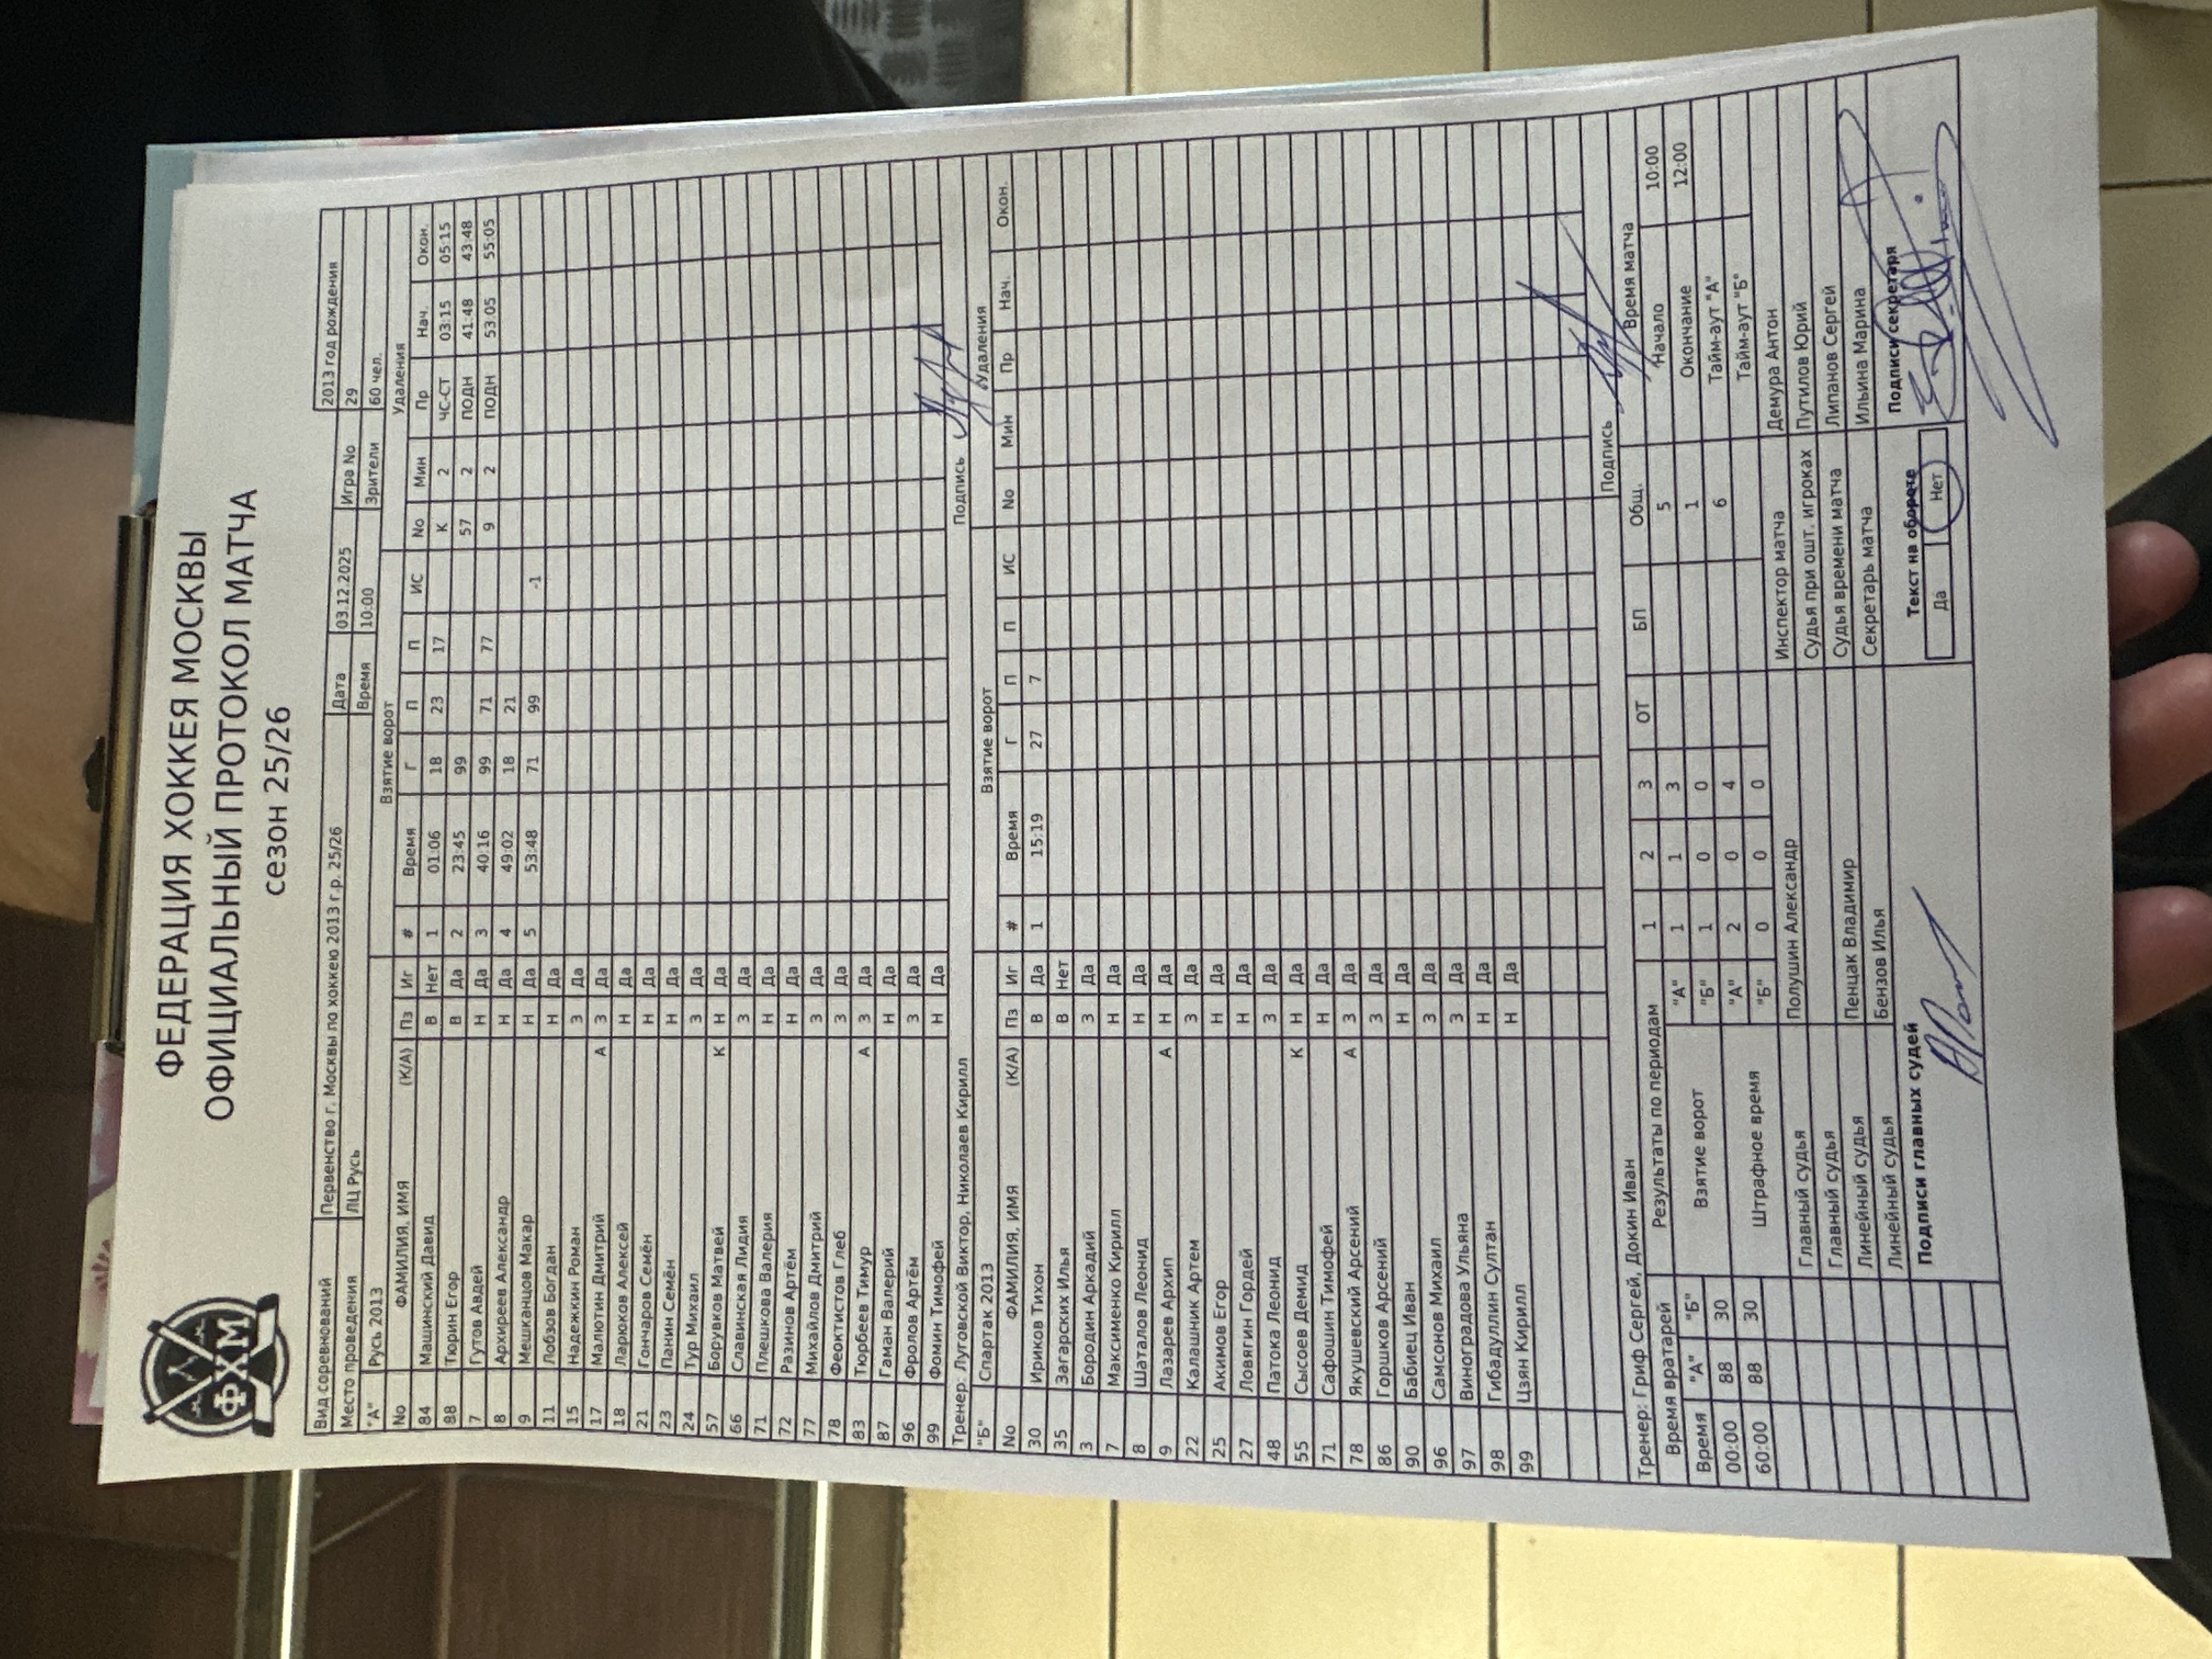 ФХМ
ФЕДЕРАЦИЯ ХОККЕЯ МОСКВЫ
ОФИЦИАЛЬНЫЙ ПРОТОКОЛ МАТЧА
сезон 25/26
Вид соревнований Первенство г. Москвы по хоккею 2013 г.р. 25/26 2013 год рождения
Место проведения ЛЦ Русь Дата 03.12.2025 Игра No 29
Время 10:00 Зрители 60 чел.
"А" Русь 2013 Взятие ворот Удаления
No ФАМИЛИЯ, ИМЯ (К/А) Пз Иг # Время Г П П ИС No Мин Пр Нач. Окон.
84 Машинский Давид В Нет 1 01:06 18 23 17 К 2 ЧС-СТ 03:15 05:15
88 Тюрин Егор В Да 2 23:45 99 57 2 ПОДН 41:48 43:48
7 Гутов Авдей Н Да 3 40:16 99 71 77 9 2 ПОДН 53:05 55:05
8 Архиреев Александр Н Да 4 49:02 18 21
9 Мешканцов Макар Н Да 5 53:48 71 99 -1
11 Лобзов Богдан Н Да
15 Надежкин Роман З Да
17 Малютин Дмитрий А З Да
18 Ларюков Алексей Н Да
21 Гончаров Семён Н Да
23 Панин Семён Н Да
24 Тур Михаил З Да
57 Борувков Матвей К Н Да
66 Славинская Лидия З Да
71 Плешкова Валерия Н Да
72 Разинов Артём Н Да
77 Михайлов Дмитрий З Да
78 Феоктистов Глеб З Да
83 Тюрбеев Тимур А З Да
87 Гаман Валерий Н Да
96 Фролов Артём З Да
99 Фомин Тимофей Н Да
Тренер: Луговской Виктор, Николаев Кирилл Подпись
"Б" Спартак 2013 Взятие ворот Удаления
No ФАМИЛИЯ, ИМЯ (К/А) Пз Иг # Время Г П П ИС No Мин Пр Нач. Окон.
30 Ириков Тихон В Да 1 15:19 27 7
35 Загарских Илья В Нет
3 Бородин Аркадий З Да
7 Максименко Кирилл Н Да
8 Шаталов Леонид Н Да
9 Лазарев Архип А Н Да
22 Калашник Артем З Да
25 Акимов Егор Н Да
27 Ловягин Гордей Н Да
48 Патока Леонид З Да
55 Сысоев Демид К Н Да
71 Сафошин Тимофей Н Да
78 Якушевский Арсений А З Да
86 Горшков Арсений З Да
90 Бабиец Иван Н Да
96 Самсонов Михаил З Да
97 Виноградова Ульяна З Да
98 Гибадуллин Султан Н Да
99 Цзян Кирилл Н Да
Тренер: Гриф Сергей, Докин Иван Подпись
Время вратарей Результаты по периодам 1 2 3 ОТ БП Общ. Время матча
Время "А" "Б" Взятие ворот "А" 1 1 3 5 Начало 10:00
00:00 88 30 "Б" 1 0 0 1 Окончание 12:00
60:00 88 30 Штрафное время "А" 2 0 4 6 Тайм-аут "А"
"Б" 0 0 0 Тайм-аут "Б"
Главный судья Полушин Александр Инспектор матча Демура Антон
Главный судья Судья при ошт. игроках Путилов Юрий
Линейный судья Пенцак Владимир Судья времени матча Липанов Сергей
Линейный судья Бензов Илья Секретарь матча Ильина Марина
Подписи главных судей Текст на обороте Подписи секретаря
Да Нет